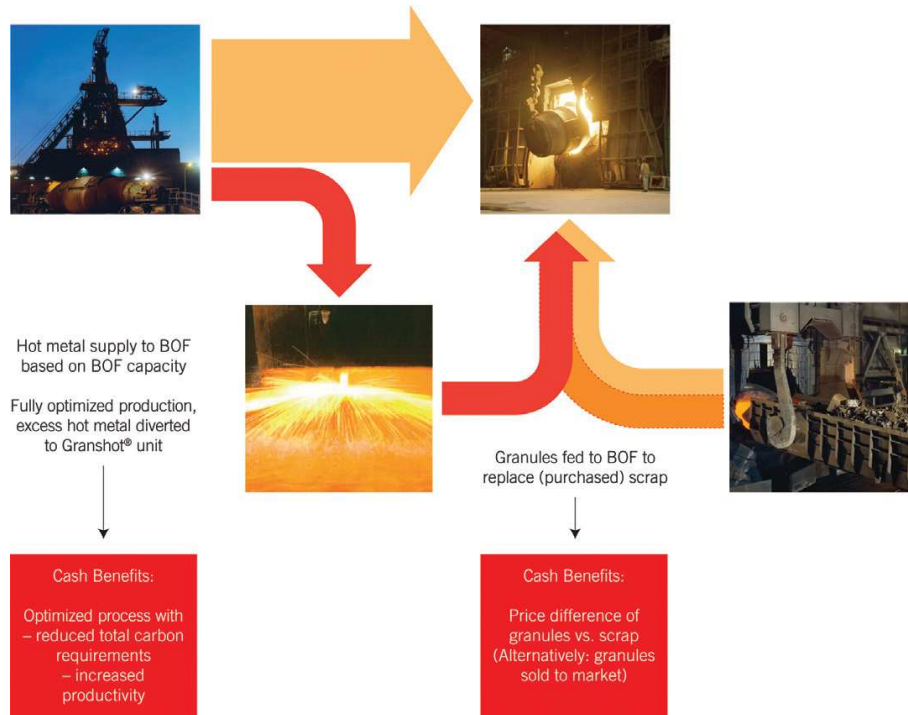 Hot metal supply to BOF
based on BOF capacity
Fully optimized production,
excess hot metal diverted
to Granshot® unit
Cash Benefits:
Optimized process with
– reduced total carbon
requirements
– increased
productivity
Granules fed to BOF to
replace (purchased) scrap
Cash Benefits:
Price difference of
granules vs. scrap
(Alternatively: granules
sold to market)